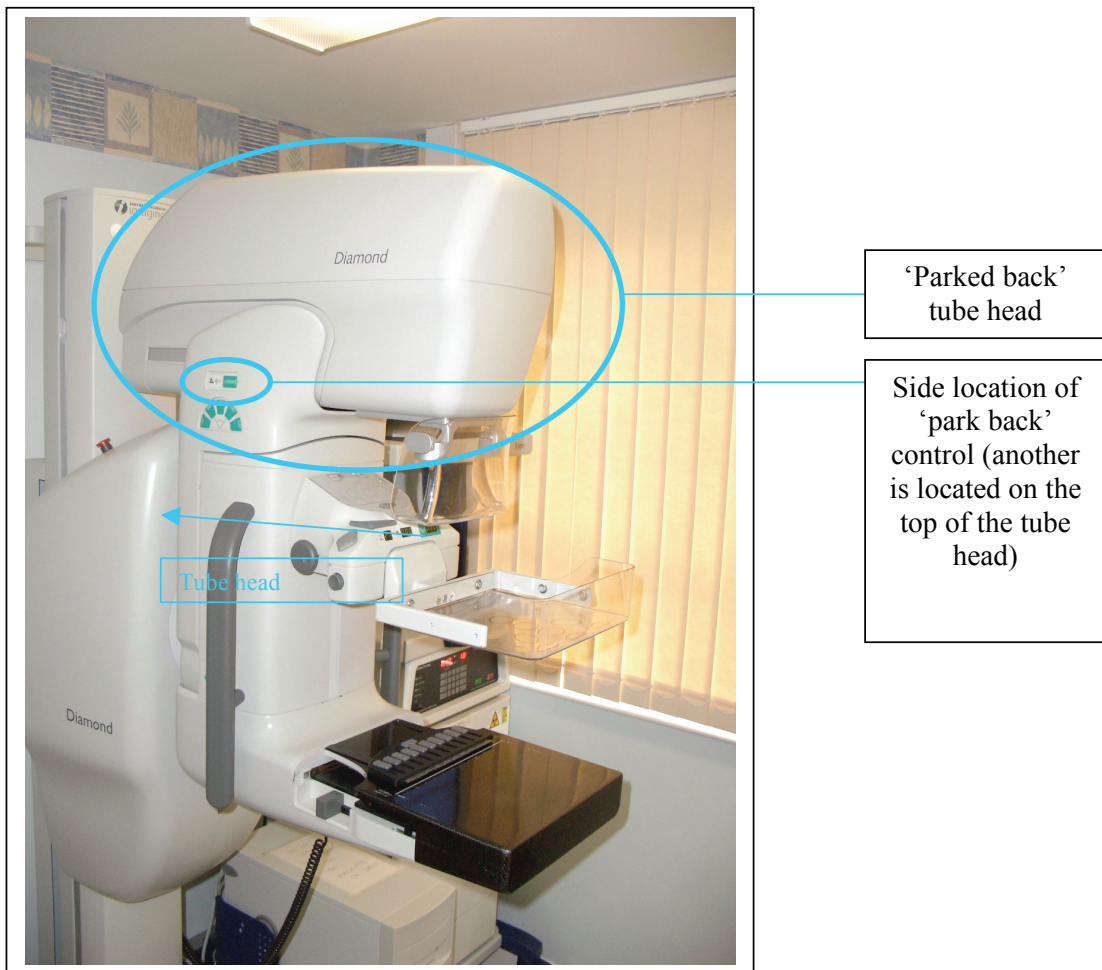 imaging
Diamond
‘Parked back’
tube head
Side location of
‘park back’
control (another
is located on the
top of the tube
head)
Tube head
Diamond